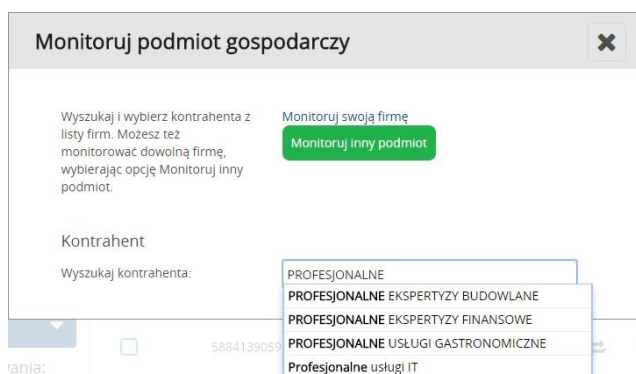 Monitoruj podmiot gospodarczy
Wyszukaj i wybierz kontrahenta z
listy firm. Możesz też
monitorować dowolną firmę,
wybierając opcję Monitoruj inny
podmiot.
Monitoruj swoją firmę
Monitoruj inny podmiot
Kontrahent
Wyszukaj kontrahenta:
PROFESJONALNE
PROFESJONALNE EKSPERTYZY BUDOWLANE
PROFESJONALNE EKSPERTYZY FINANSOWE
5884139059
PROFESJONALNE USŁUGI GASTRONOMICZNE
Profesjonalne usługi IT